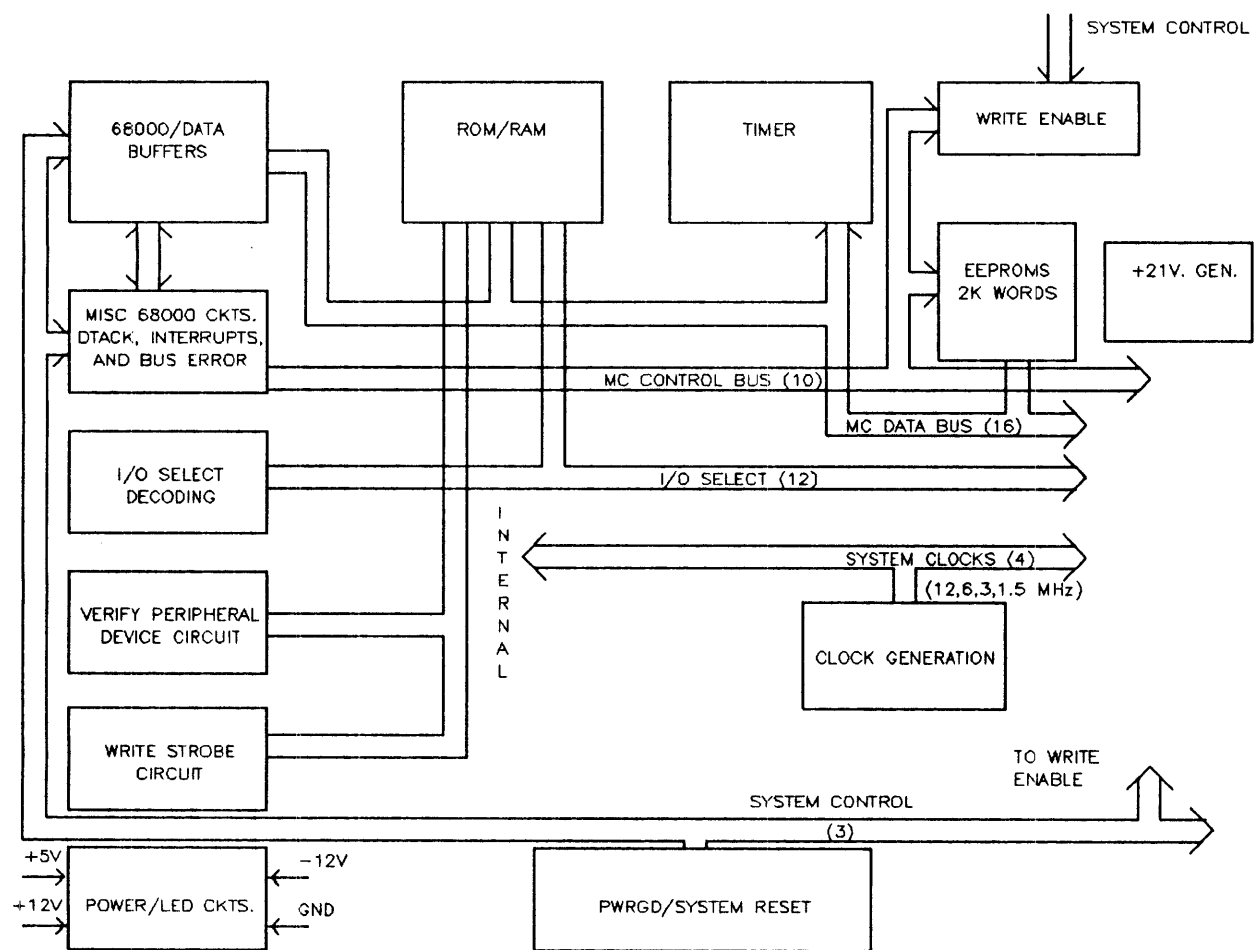 SYSTEM CONTROL
68000/DATA
BUFFERS
ROM/RAM
TIMER
WRITE ENABLE
EEPROMS
2K WORDS
+21V. GEN.
MISC 68000 CKTS.
DTACK, INTERRUPTS,
AND BUS ERROR
MC CONTROL BUS (10)
MC DATA BUS (16)
I/O SELECT
DECODING
I/O SELECT (12)
INTERNAL
SYSTEM CLOCKS (4)
(12,6,3,1.5 MHz)
CLOCK GENERATION
VERIFY PERIPHERAL
DEVICE CIRCUIT
WRITE STROBE
CIRCUIT
TO WRITE
ENABLE
SYSTEM CONTROL
(3)
+5V
-12V
+12V
GND
POWER/LED CKTS.
PWRGD/SYSTEM RESET